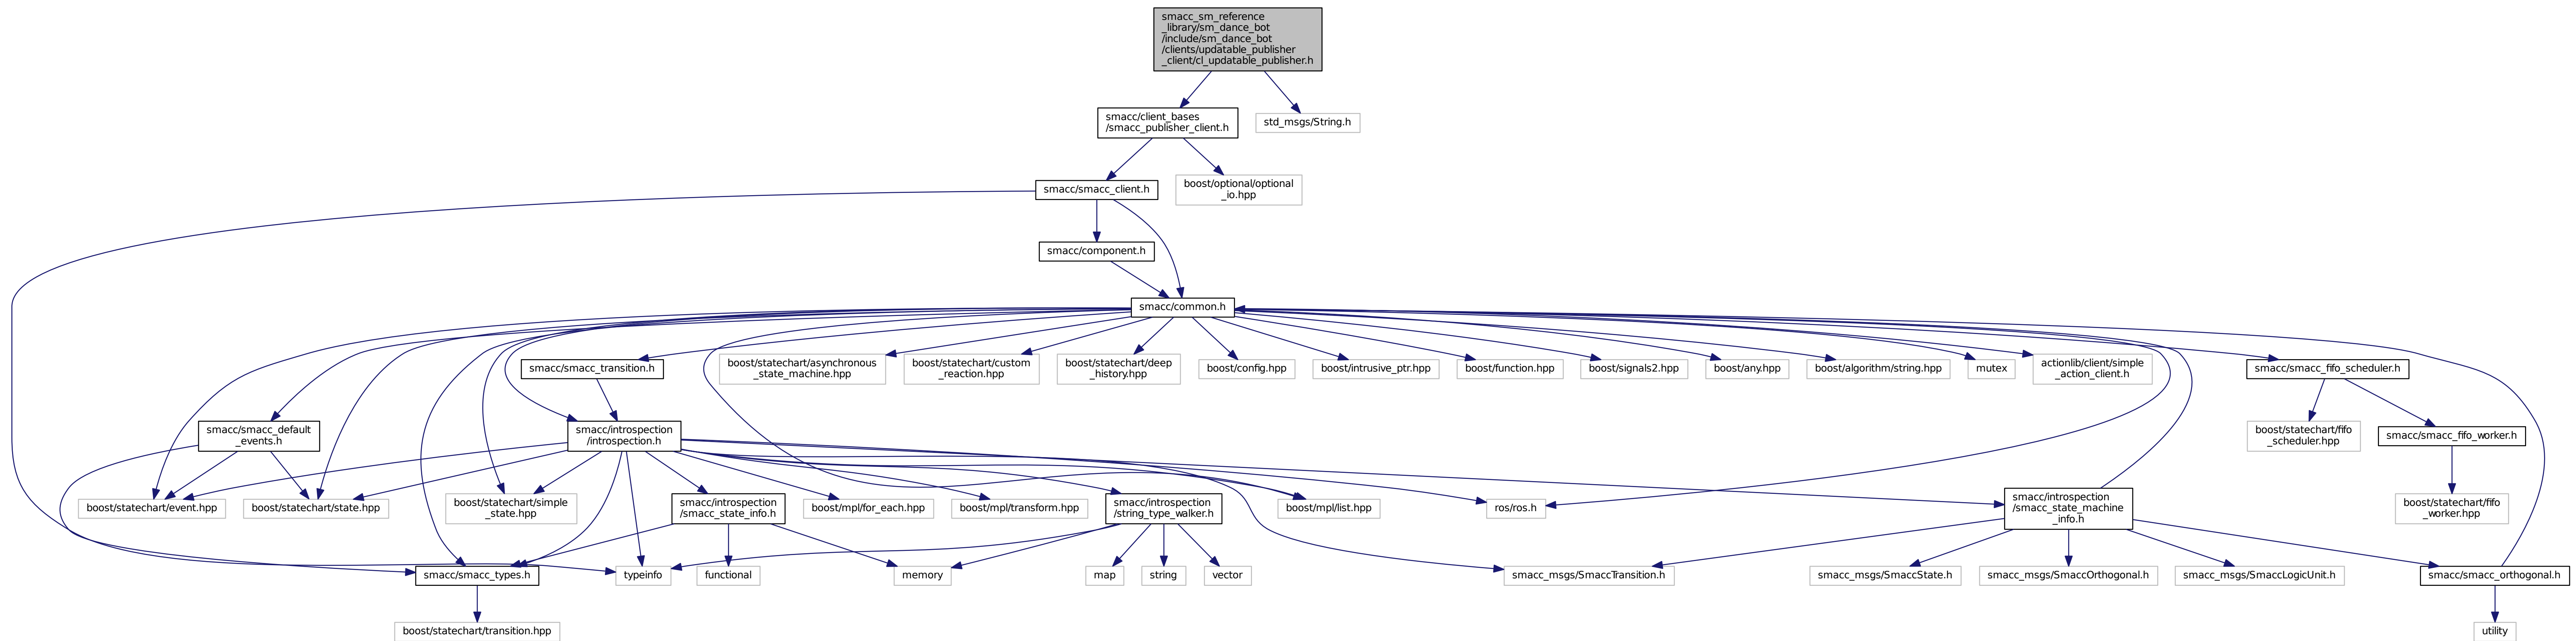 smacc_sm_reference
_library/sm_dance_bot
/include/sm_dance_bot
/clients/updatable_publisher
_client/cl_updatable_publisher.h
smacc/client_bases
/smacc_publisher_client.h
std_msgs/String.h
smacc/smacc_client.h
boost/optional/optional
_io.hpp
smacc/component.h
smacc/common.h
smacc/smacc_transition.h
boost/statechart/asynchronous
_state_machine.hpp
boost/statechart/custom
_reaction.hpp
boost/statechart/deep
_history.hpp
boost/config.hpp
boost/intrusive_ptr.hpp
boost/function.hpp
boost/signals2.hpp
boost/any.hpp
boost/algorithm/string.hpp
mutex
actionlib/client/simple
_action_client.h
smacc/smacc_fifo_scheduler.h
smacc/smacc_default
_events.h
smacc/introspection
/introspection.h
boost/statechart/fifo
_scheduler.hpp
smacc/smacc_fifo_worker.h
boost/statechart/event.hpp
boost/statechart/state.hpp
boost/statechart/simple
_state.hpp
smacc/introspection
/smacc_state_info.h
boost/mpl/for_each.hpp
boost/mpl/transform.hpp
smacc/introspection
/string_type_walker.h
boost/mpl/list.hpp
ros/ros.h
smacc/introspection
/smacc_state_machine
_info.h
boost/statechart/fifo
_worker.hpp
smacc/smacc_types.h
typeinfo
functional
memory
map
string
vector
smacc_msgs/SmaccTransition.h
smacc_msgs/SmaccState.h
smacc_msgs/SmaccOrthogonal.h
smacc_msgs/SmaccLogicUnit.h
smacc/smacc_orthogonal.h
boost/statechart/transition.hpp
utility